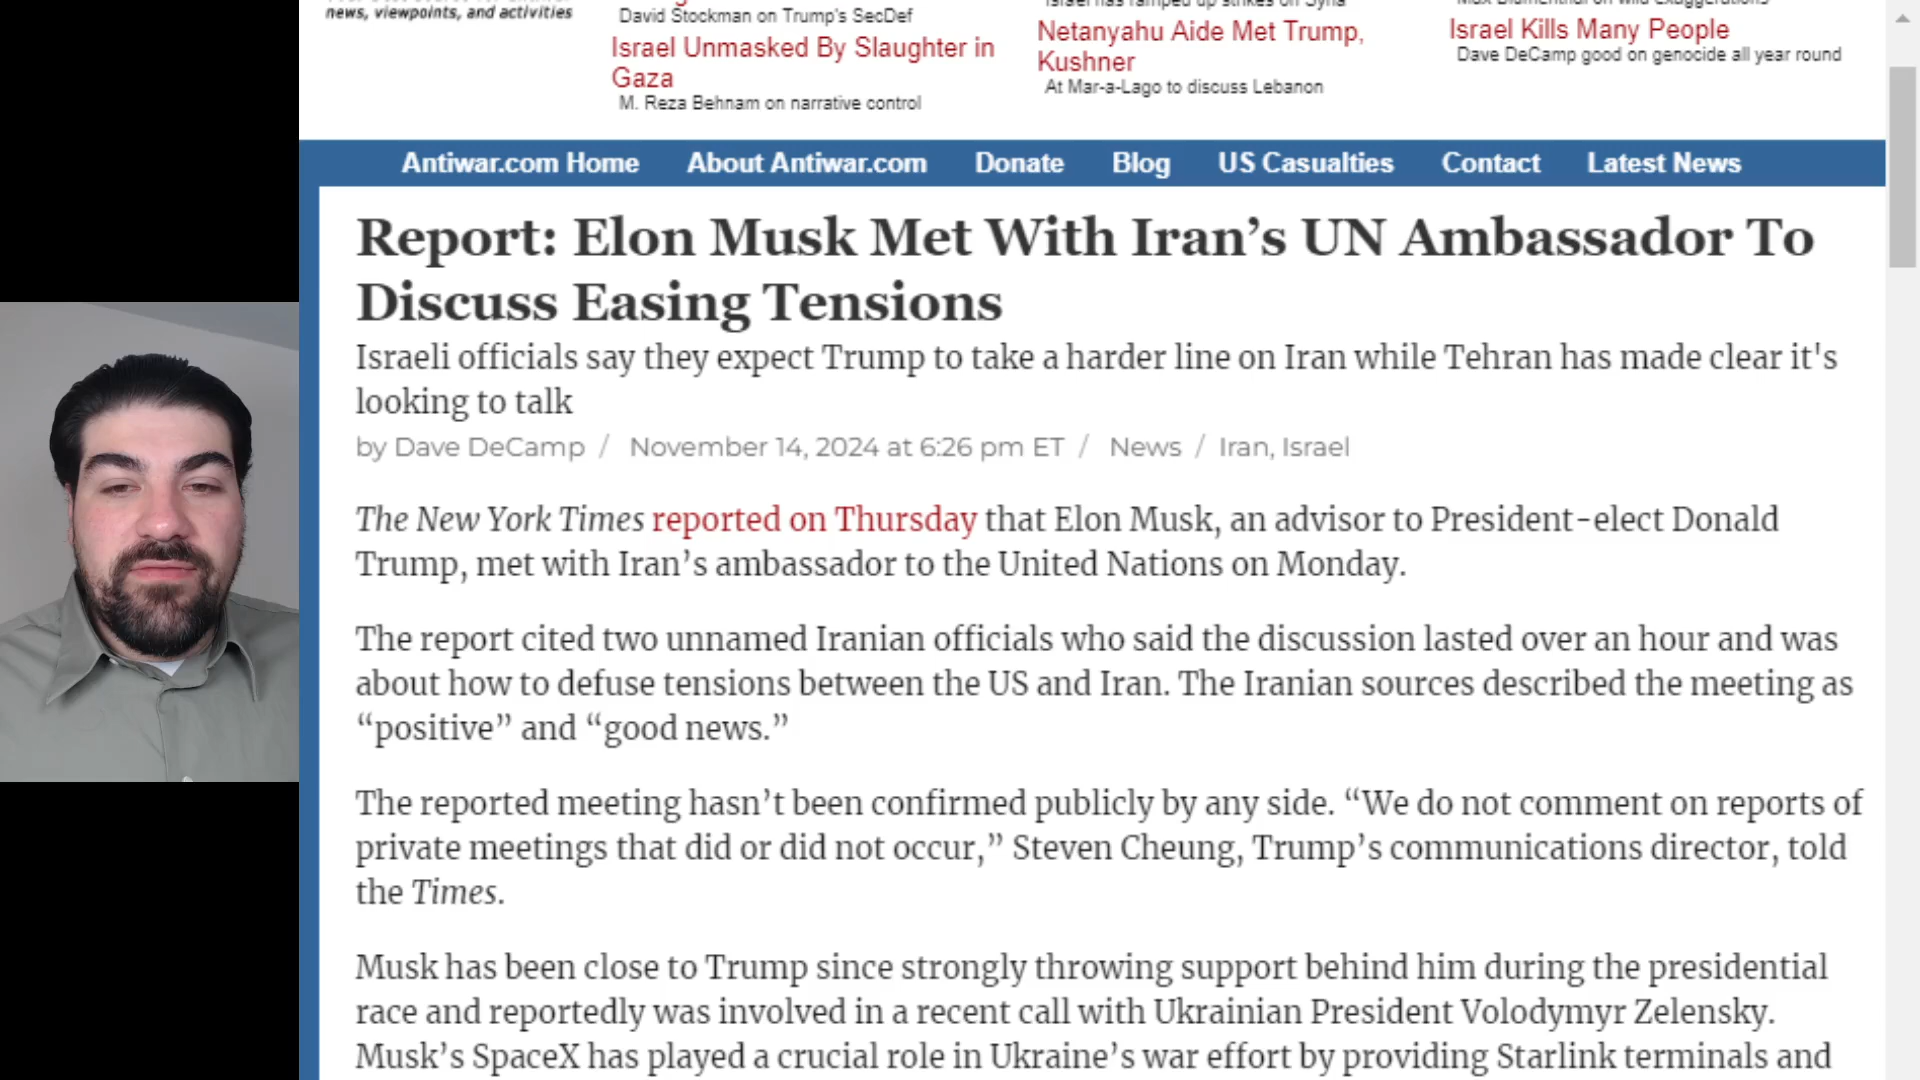 news, viewpoints, and activities
David Stockman on Trump's SecDef
Israel Unmasked By Slaughter in
Gaza
M. Reza Behnam on narrative control
Netanyahu Aide Met Trump,
Kushner
At Mar-a-Lago to discuss Lebanon
Israel Kills Many People
Dave DeCamp good on genocide all year round
Antiwar.com Home About Antiwar.com Donate Blog US Casualties Contact Latest News
Report: Elon Musk Met With Iran’s UN Ambassador To
Discuss Easing Tensions
Israeli officials say they expect Trump to take a harder line on Iran while Tehran has made clear it's
looking to talk
by Dave DeCamp / November 14, 2024 at 6:26 pm ET / News / Iran, Israel
The New York Times reported on Thursday that Elon Musk, an advisor to President-elect Donald
Trump, met with Iran’s ambassador to the United Nations on Monday.
The report cited two unnamed Iranian officials who said the discussion lasted over an hour and was
about how to defuse tensions between the US and Iran. The Iranian sources described the meeting as
“positive” and “good news.”
The reported meeting hasn’t been confirmed publicly by any side. “We do not comment on reports of
private meetings that did or did not occur,” Steven Cheung, Trump’s communications director, told
the Times.
Musk has been close to Trump since strongly throwing support behind him during the presidential
race and reportedly was involved in a recent call with Ukrainian President Volodymyr Zelensky.
Musk’s SpaceX has played a crucial role in Ukraine’s war effort by providing Starlink terminals and